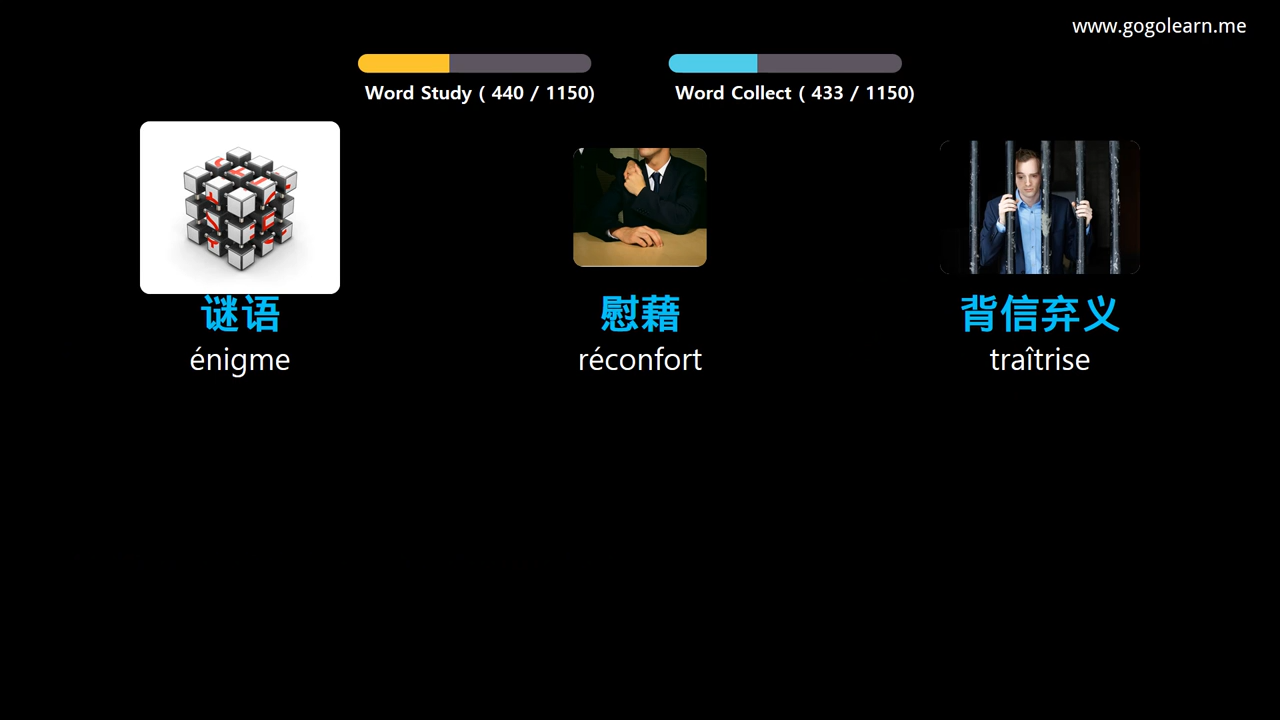 www.gogolearn.me
Word Study ( 440 / 1150)
Word Collect ( 433 / 1150)
谜语
慰藉
背信弃义
énigme
réconfort
traîtrise